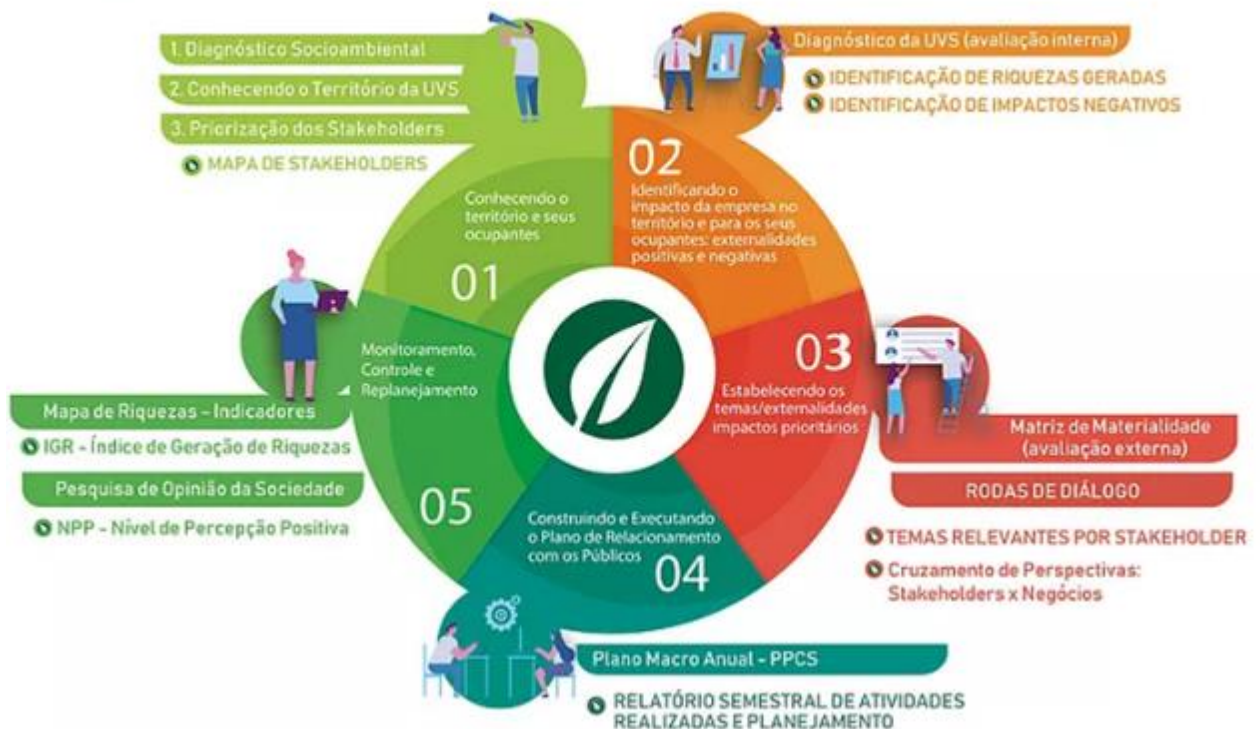 1. Diagnóstico Socioambiental
2. Conhecendo o Território da UVS
3. Priorização dos Stakeholders
MAPA DE STAKEHOLDERS
Conhecendo o
território e seus
ocupantes
01
Diagnóstico da UVS (avaliação interna)
IDENTIFICAÇÃO DE RIQUEZAS GERADAS
IDENTIFICAÇÃO DE IMPACTOS NEGATIVOS
02
Identificando o
impacto da empresa no
território e para os seus
ocupantes: externalidades
positivas e negativas
03
Estabelecendo os
temas/externalidades
impactos prioritários
Matriz de Materialidade
(avaliação externa)
RODAS DE DIÁLOGO
TEMAS RELEVANTES POR STAKEHOLDER
Cruzamento de Perspectivas:
Stakeholders x Negócios
Construindo e Executando
o Plano de Relacionamento
com os Públicos
04
Plano Macro Anual - PPCS
RELATÓRIO SEMESTRAL DE ATIVIDADES
REALIZADAS E PLANEJAMENTO
Monitoramento,
Controle e
Replanejamento
05
Mapa de Riquezas - Indicadores
IGR - Índice de Geração de Riquezas
Pesquisa de Opinião da Sociedade
NPP - Nível de Percepção Positiva